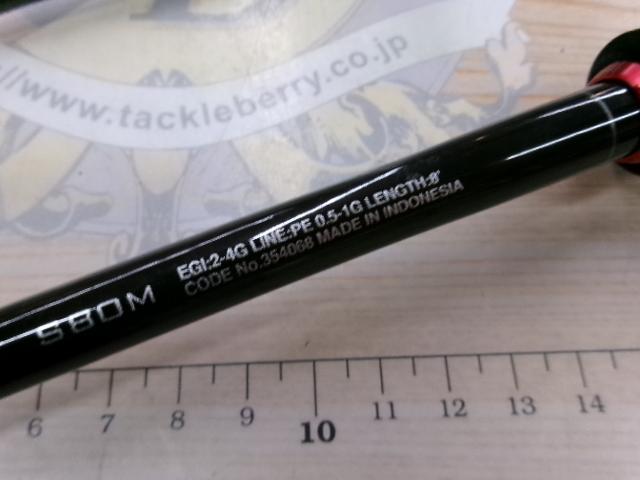 //www.tackleberry.co.jp
EGI:2-4G LINE:PE 0.5-1G LENGTH:8'
CODE No.354068 MADE IN INDONESIA
S80M
6 7 8 9 10 11 12 13 14